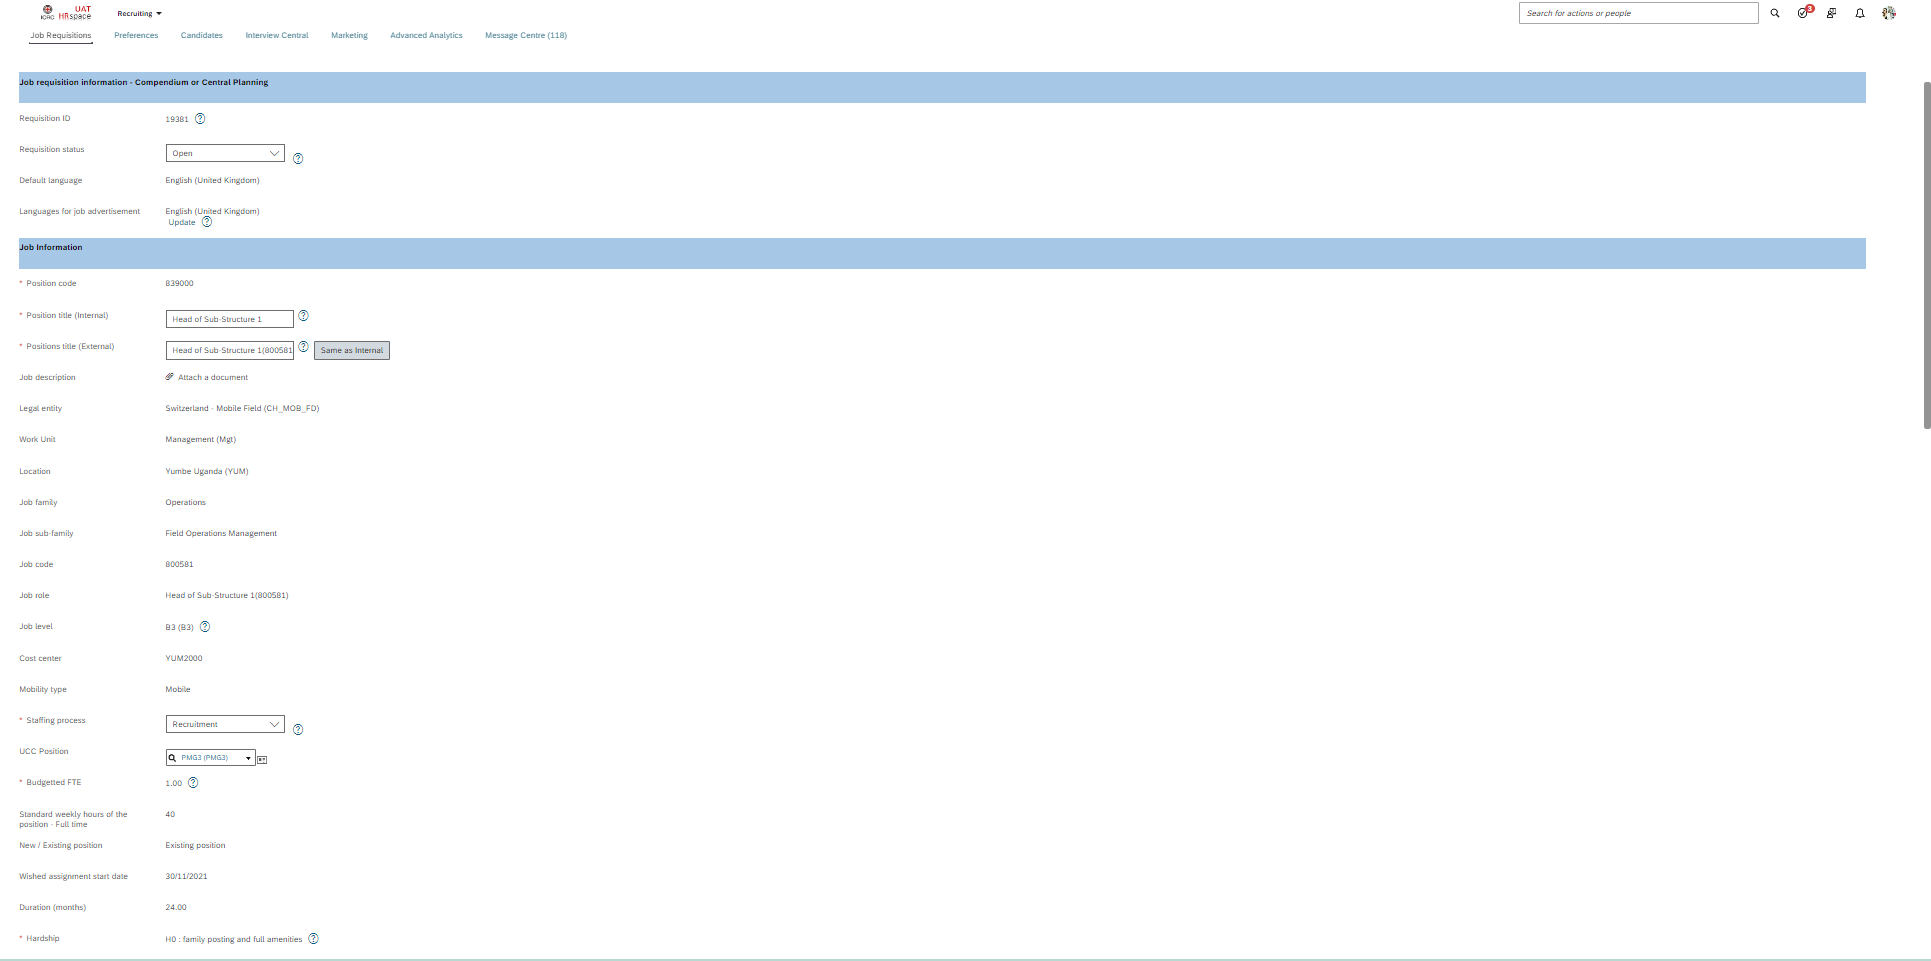 ICRC UAT HRspace Recruiting Search for actions or people 3
Job Requisitions Preferences Candidates Interview Central Marketing Advanced Analytics Message Centre (118)
Job requisition information - Compendium or Central Planning
Requisition ID 19381 ?
Requisition status Open ?
Default language English (United Kingdom)
Languages for job advertisement English (United Kingdom)
Update ?
Job Information
* Position code 839000
* Position title (Internal) Head of Sub-Structure 1 ?
* Positions title (External) Head of Sub-Structure 1(800581 ? Same as Internal
Job description Attach a document
Legal entity Switzerland - Mobile Field (CH_MOB_FD)
Work Unit Management (Mgt)
Location Yumbe Uganda (YUM)
Job family Operations
Job sub-family Field Operations Management
Job code 800581
Job role Head of Sub-Structure 1(800581)
Job level B3 (B3) ?
Cost center YUM2000
Mobility type Mobile
* Staffing process Recruitment ?
UCC Position PMG3 (PMG3)
* Budgetted FTE 1.00 ?
Standard weekly hours of the 40
position - Full time
New / Existing position Existing position
Wished assignment start date 30/11/2021
Duration (months) 24.00
* Hardship H0 : family posting and full amenities ?